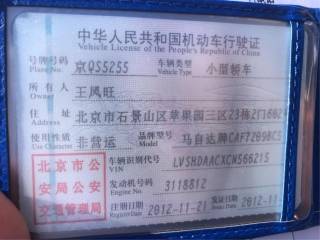 中华人民共和国机动车行驶证
Vehicle License of the People's Republic of China
号牌号码 京QS5255 车辆类型 小型轿车
Plate No. Vehicle Type
所有人 王凤旺
Owner
住址 北京市石景山区苹果园三区23栋2门602
Address
使用性质 非营运 品牌型号 马自达牌CAF7209BC5
Use Character Model
北京市公安局公安交通管理局
车辆识别代号 LVSHDAACXCN566215
VIN
发动机号码 3118812
Engine No.
注册日期 2012-11-21 发证日期 2012-11-
Register Date Issue Date